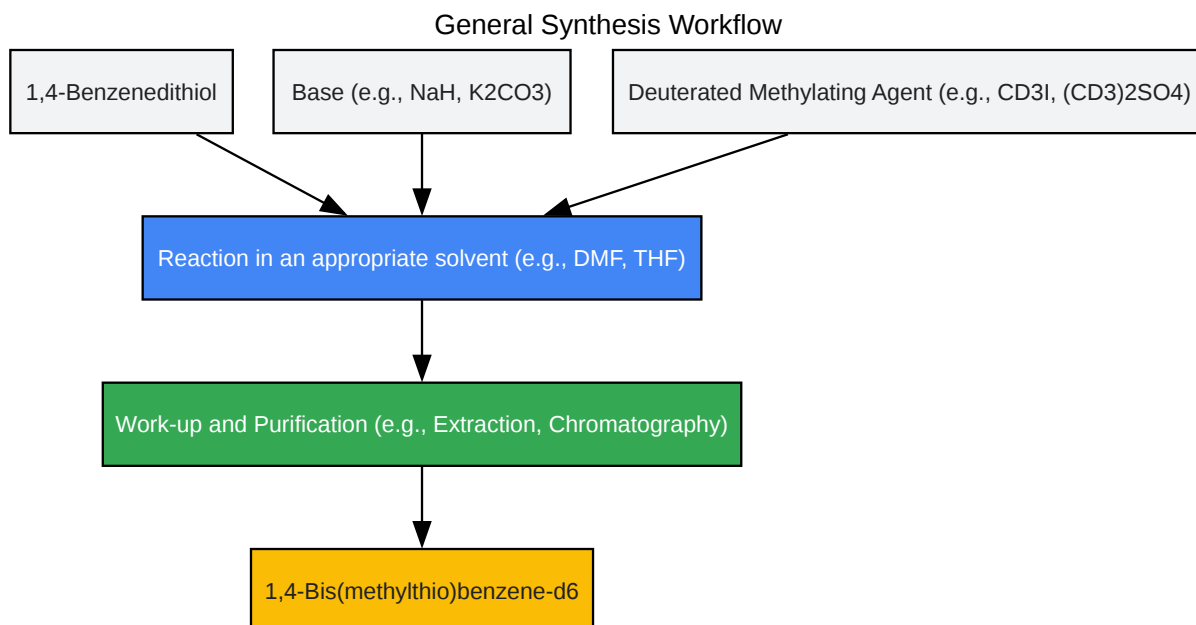 General Synthesis Workflow
1,4-Benzenedithiol
Base (e.g., NaH, K2CO3)
Deuterated Methylating Agent (e.g., CD3I, (CD3)2SO4)
Reaction in an appropriate solvent (e.g., DMF, THF)
Work-up and Purification (e.g., Extraction, Chromatography)
1,4-Bis(methylthio)benzene-d6